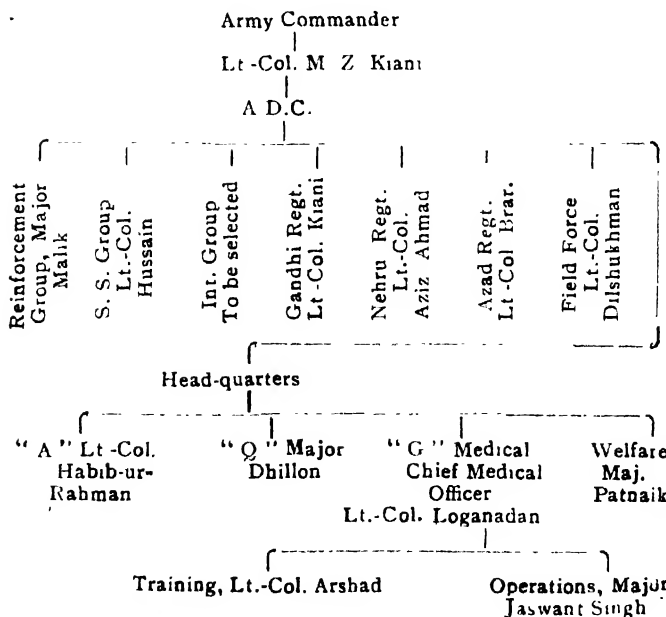 Army Commander
Lt-Col. M Z Kiani
A D.C.
Reinforcement
Group, Major
Malik
S. S. Group
Lt.-Col.
Hussain
Int. Group
To be selected
Gandhi Regt.
Lt-Col. Kiani
Nehru Regt.
Lt-Col.
Aziz Ahmad
Azad Regt.
Lt-Col Brar.
Field Force
Lt-Col.
Dilshukhman
Head-quarters
"A" Lt-Col.
Habib-ur-
Rahman
"Q" Major
Dhillon
"G" Medical
Chief Medical
Officer
Lt.-Col. Loganadan
Welfare
Maj.
Patnaik
Training, Lt.-Col. Arshad
Operations, Major
Jaswant Singh